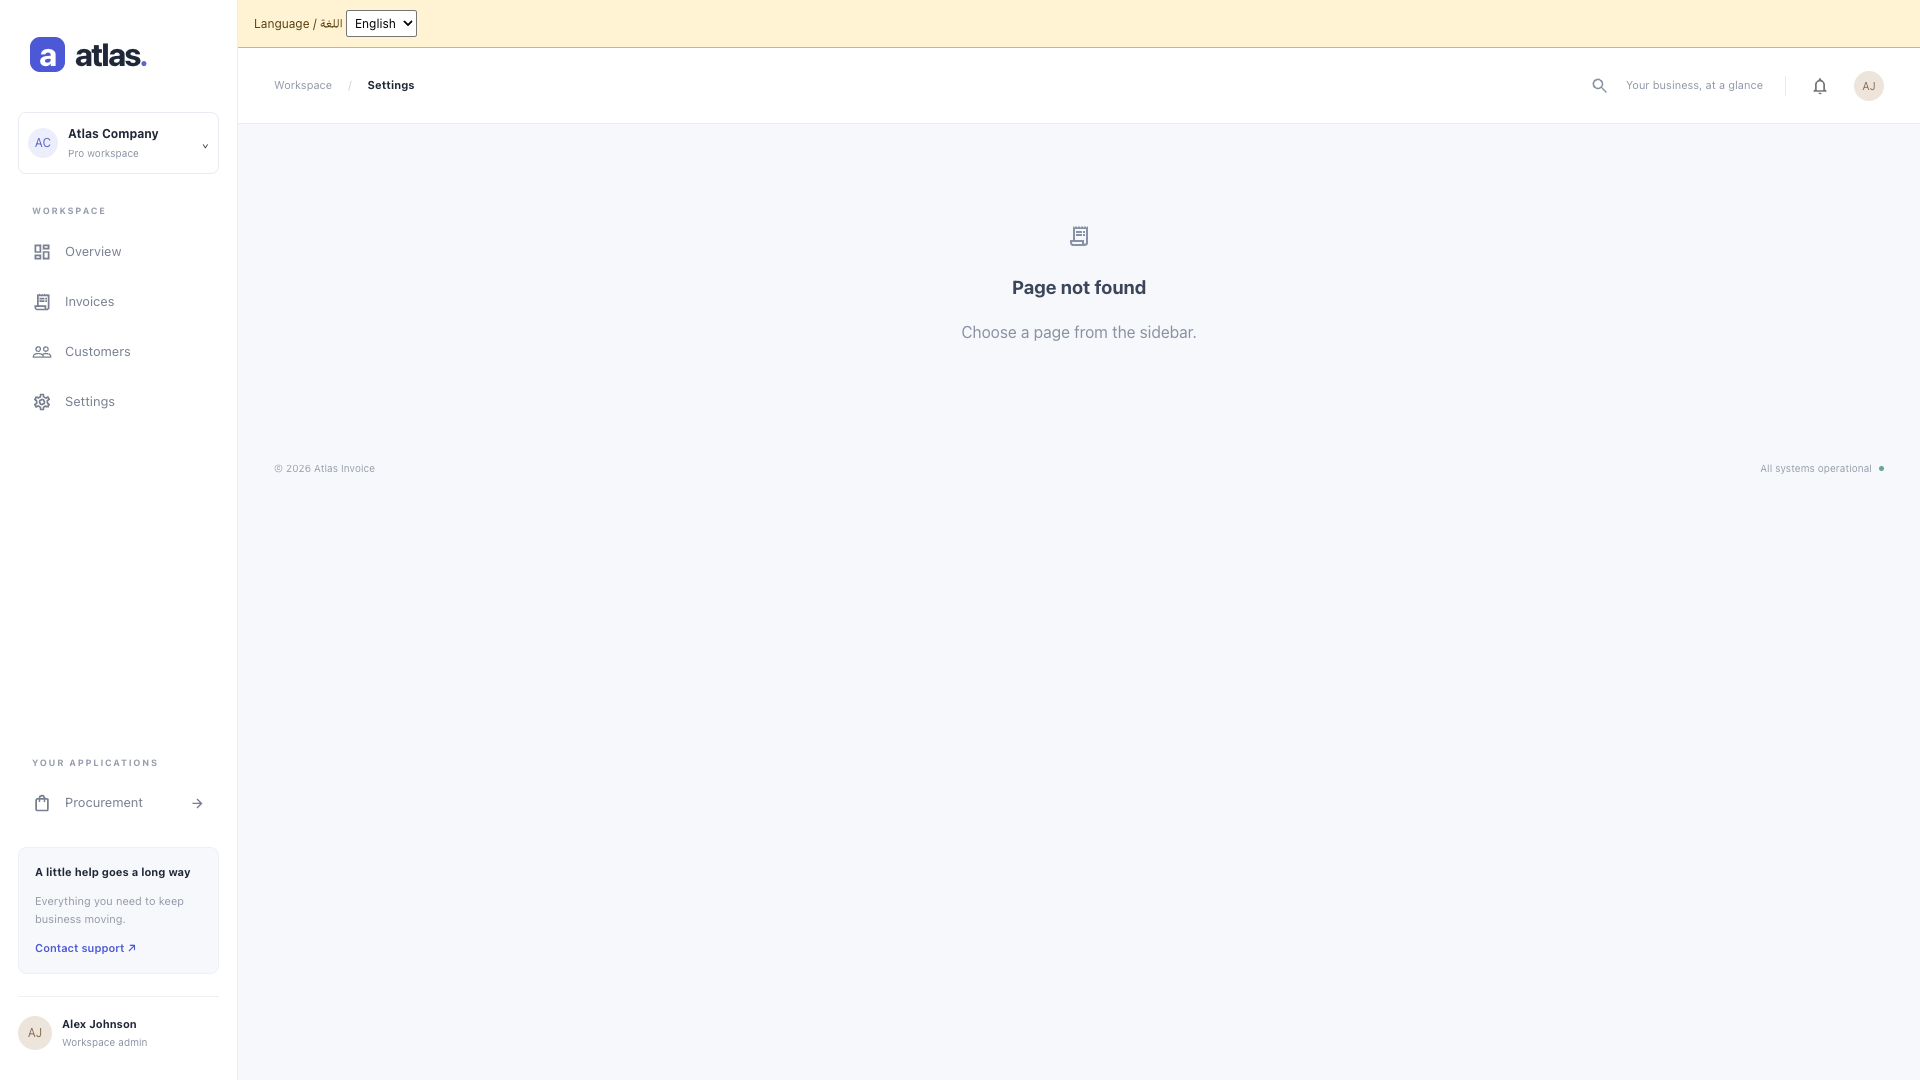 a atlas.
AC
Atlas Company
Pro workspace
WORKSPACE
Overview
Invoices
Customers
Settings
YOUR APPLICATIONS
Procurement
A little help goes a long way
Everything you need to keep
business moving.
Contact support ↗
AJ
Alex Johnson
Workspace admin
Language / اللغة English
Workspace / Settings
Your business, at a glance
AJ
Page not found
Choose a page from the sidebar.
© 2026 Atlas Invoice
All systems operational